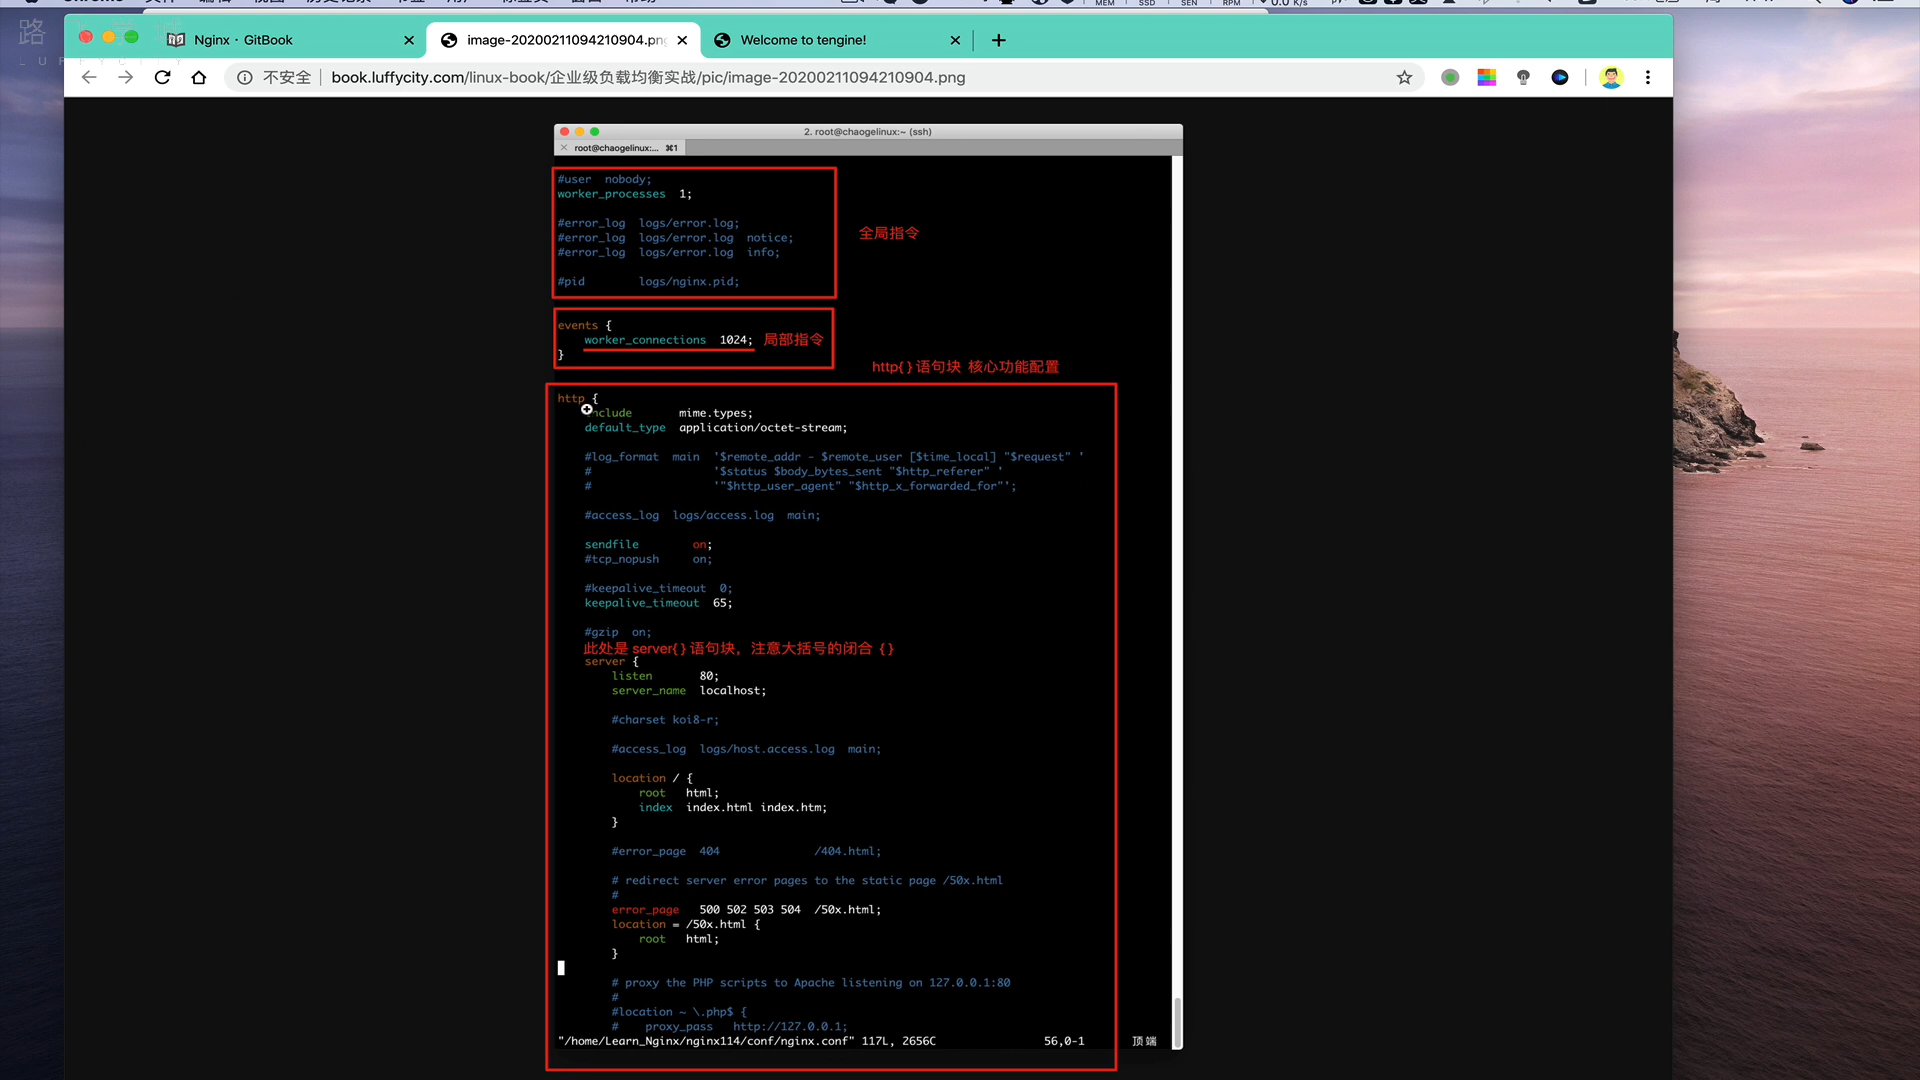 MEM SSD SEN RPM 0.0 K/s
路
LUFFYCITY
Nginx · GitBook
image-20200211094210904.png
Welcome to tengine!
不安全
book.luffycity.com/linux-book/企业级负载均衡实战/pic/image-20200211094210904.png
2. root@chaogelinux:~ (ssh)
root@chaogelinux:... ⌘1
#user  nobody;
worker_processes  1;
#error_log  logs/error.log;
#error_log  logs/error.log  notice;
全局指令
#error_log  logs/error.log  info;
#pid        logs/nginx.pid;
events {
worker_connections  1024; 局部指令
}
http{ } 语句块 核心功能配置
http {
include       mime.types;
default_type  application/octet-stream;
#log_format  main  '$remote_addr - $remote_user [$time_local] "$request" '
#                  '$status $body_bytes_sent "$http_referer" '
#                  '"$http_user_agent" "$http_x_forwarded_for"';
#access_log  logs/access.log  main;
sendfile        on;
#tcp_nopush     on;
#keepalive_timeout  0;
keepalive_timeout  65;
#gzip  on;
此处是 server{ } 语句块，注意大括号的闭合 { }
server {
listen       80;
server_name  localhost;
#charset koi8-r;
#access_log  logs/host.access.log  main;
location / {
root   html;
index  index.html index.htm;
}
#error_page  404              /404.html;
# redirect server error pages to the static page /50x.html
#
error_page   500 502 503 504  /50x.html;
location = /50x.html {
root   html;
}
# proxy the PHP scripts to Apache listening on 127.0.0.1:80
#
#location ~ \.php$ {
#    proxy_pass   http://127.0.0.1;
"/home/Learn_Nginx/nginx114/conf/nginx.conf" 117L, 2656C 56,0-1 顶端